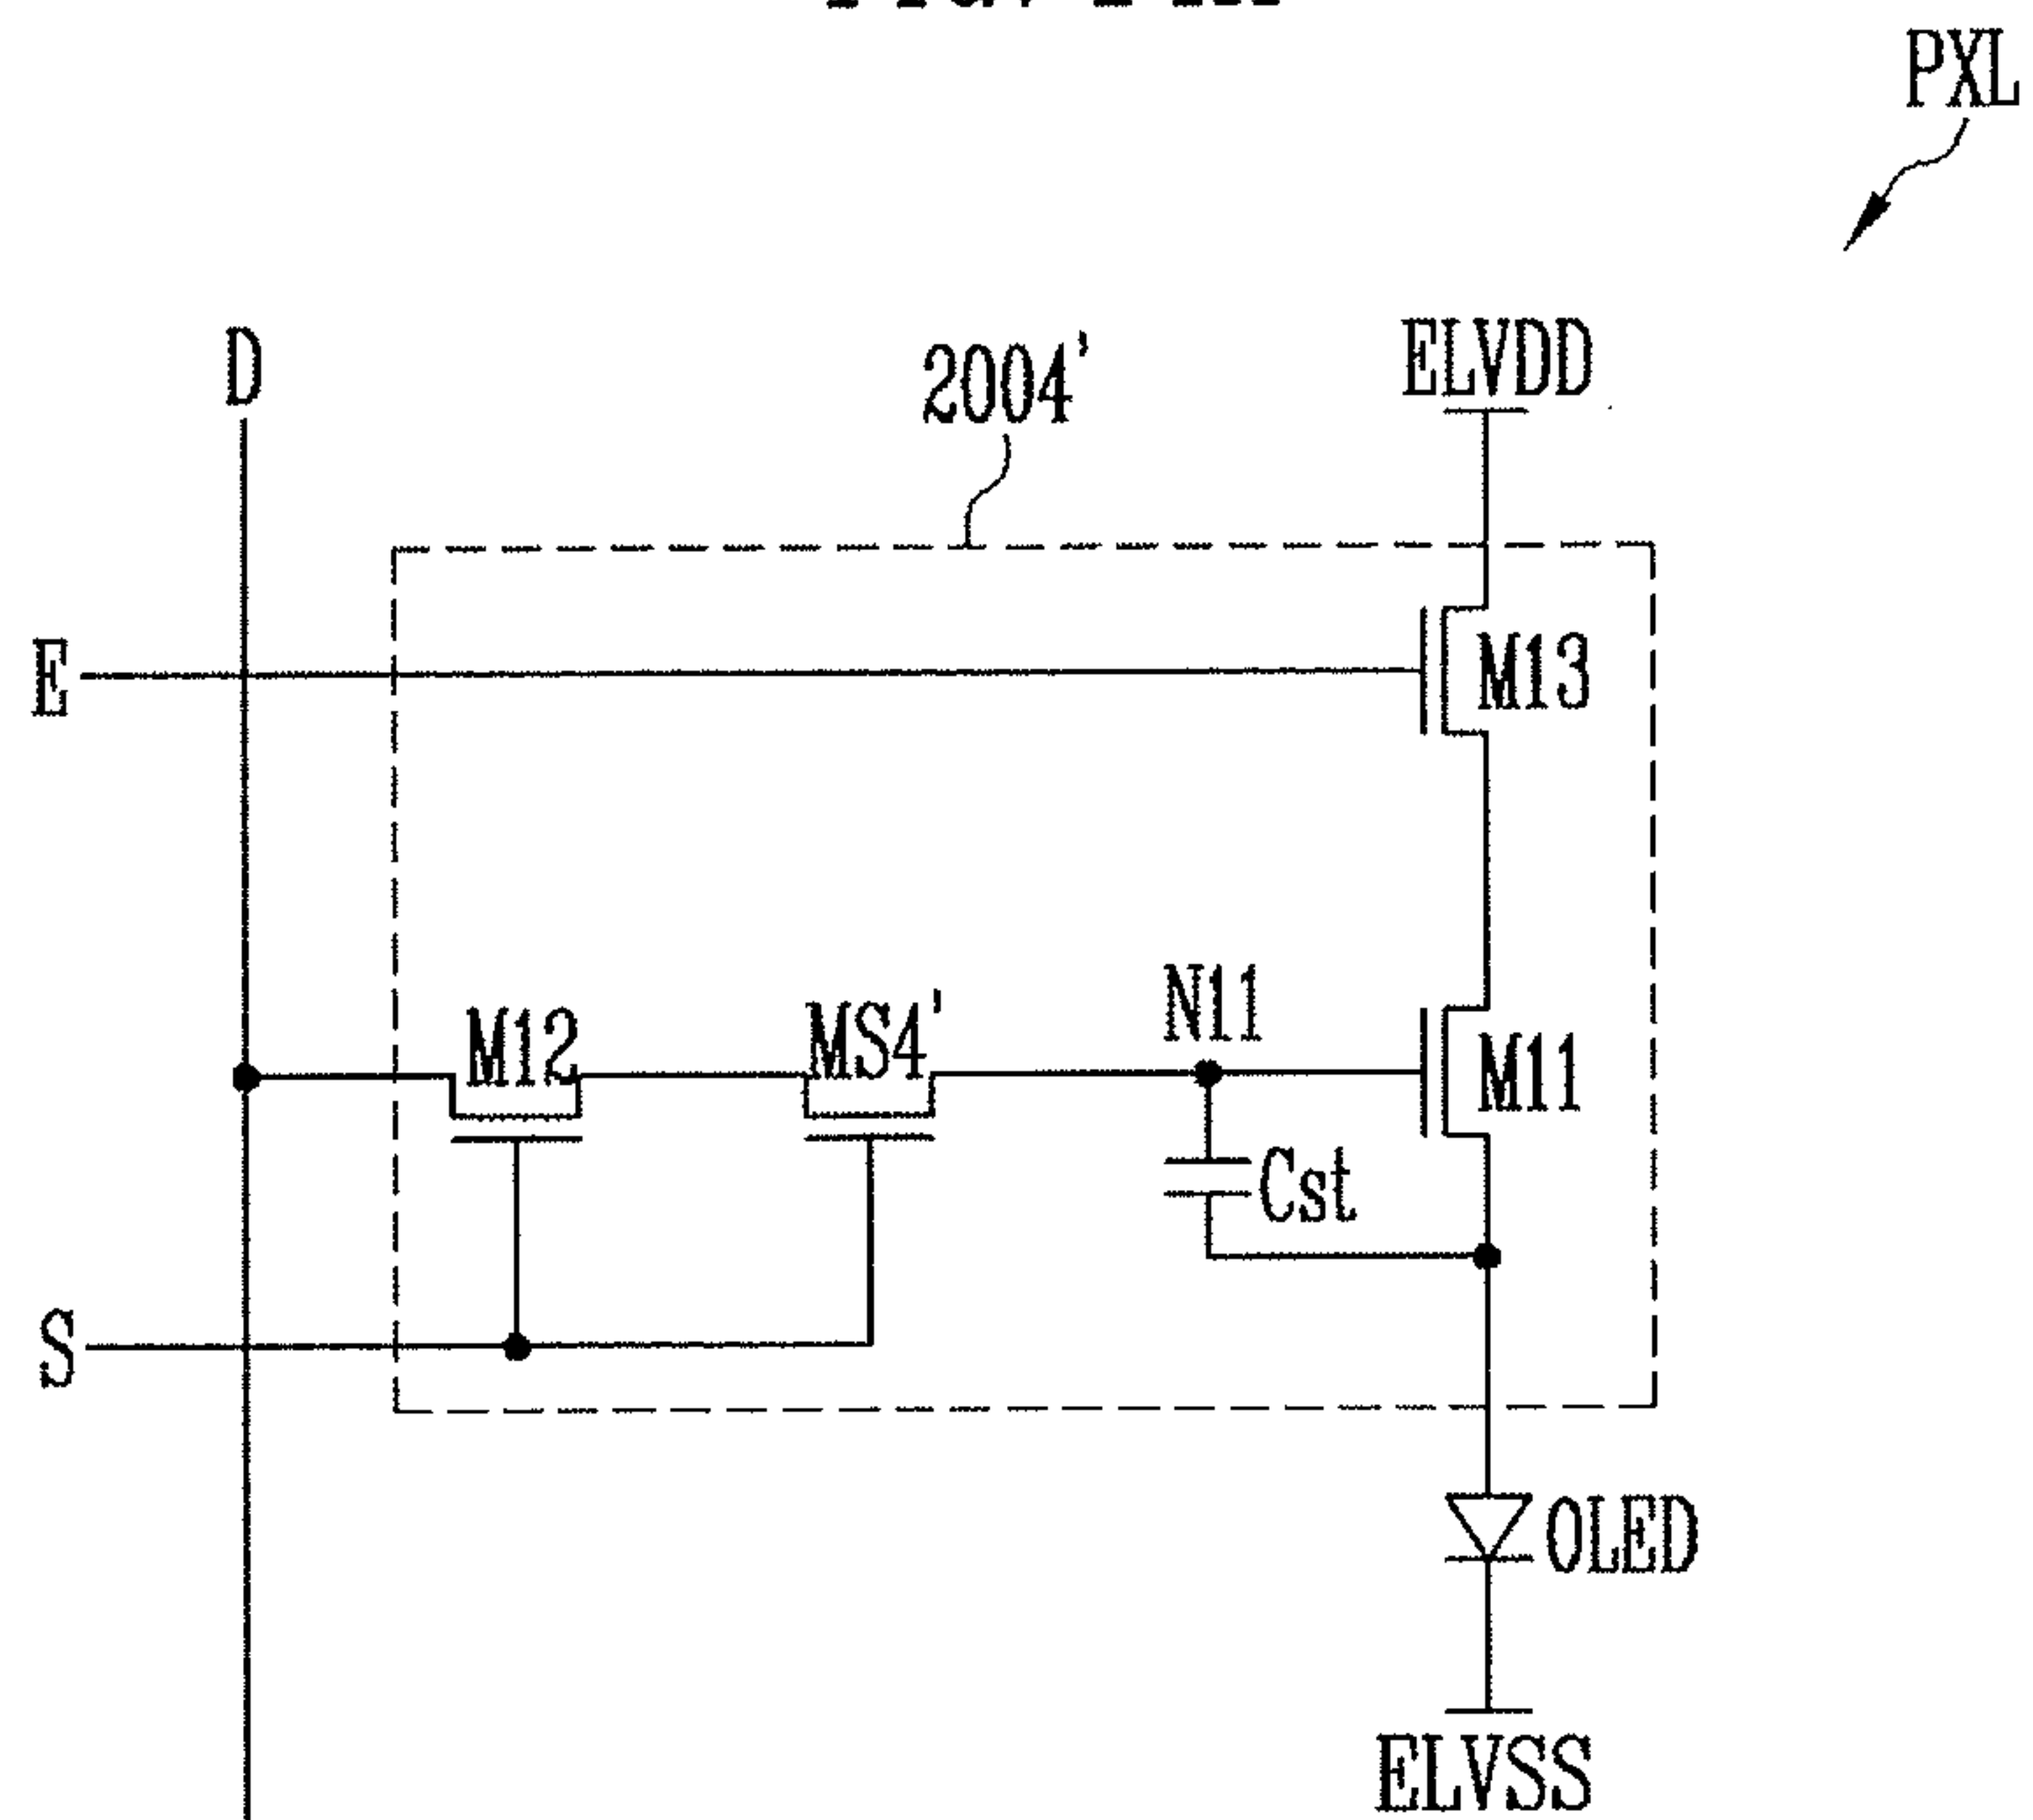 PXL
D
2004'
ELVDD
E
M13
M12
MS4'
N11
M11
Cst
S
OLED
ELVSS